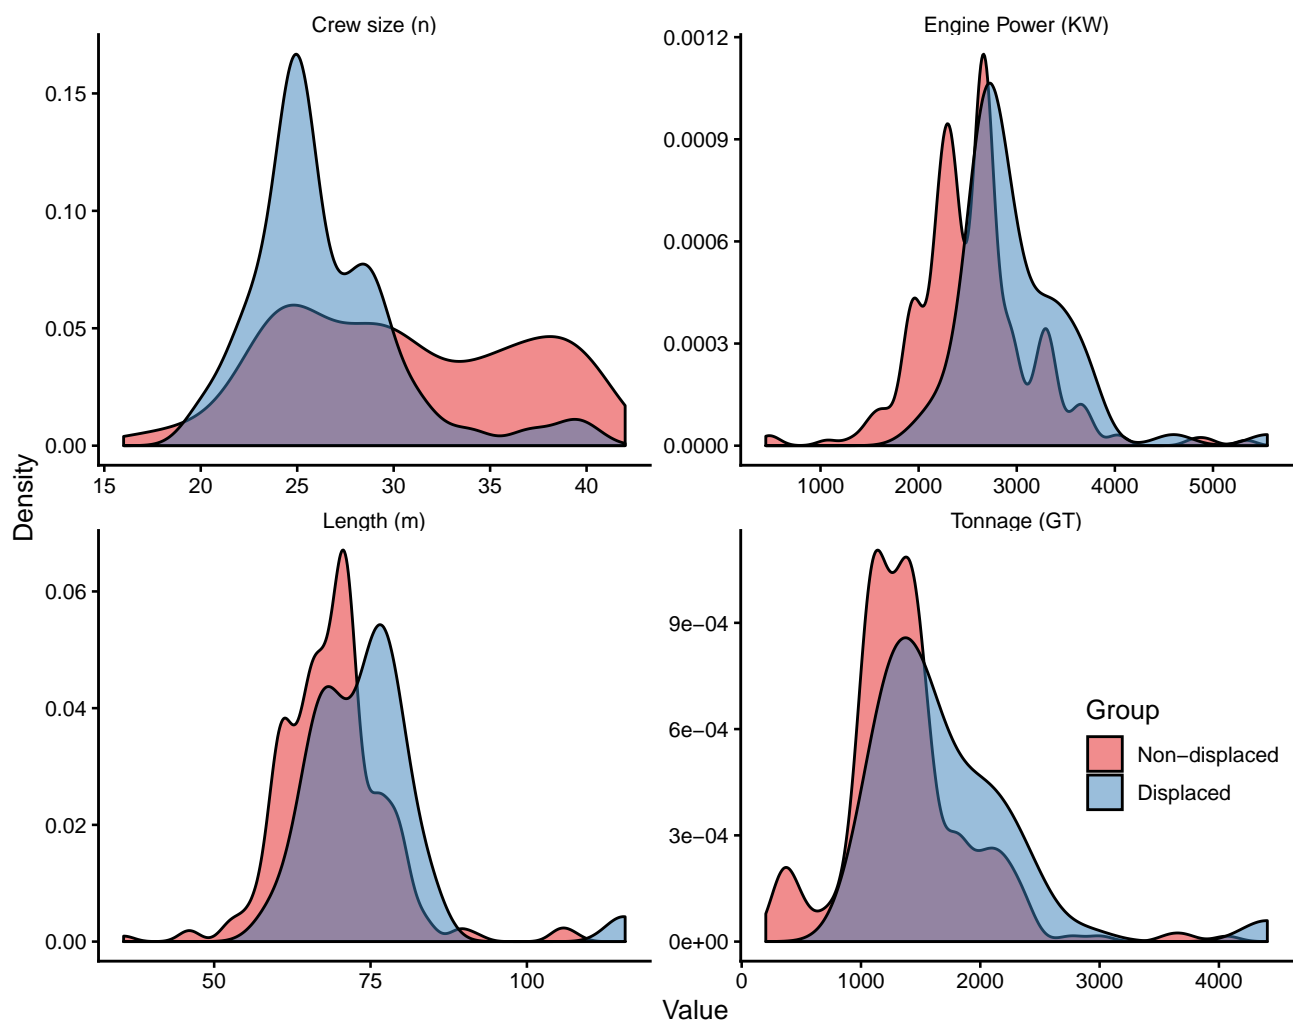 Crew size (n)
Engine Power (KW)
0.15
0.10
0.05
0.00
15 20 25 30 35 40
0.0012
0.0009
0.0006
0.0003
0.0000
1000 2000 3000 4000 5000
Density
Length (m)
Tonnage (GT)
0.06
0.04
0.02
0.00
50 75 100
9e−04
6e−04
3e−04
0e+00
0 1000 2000 3000 4000
Group
Non−displaced
Displaced
Value